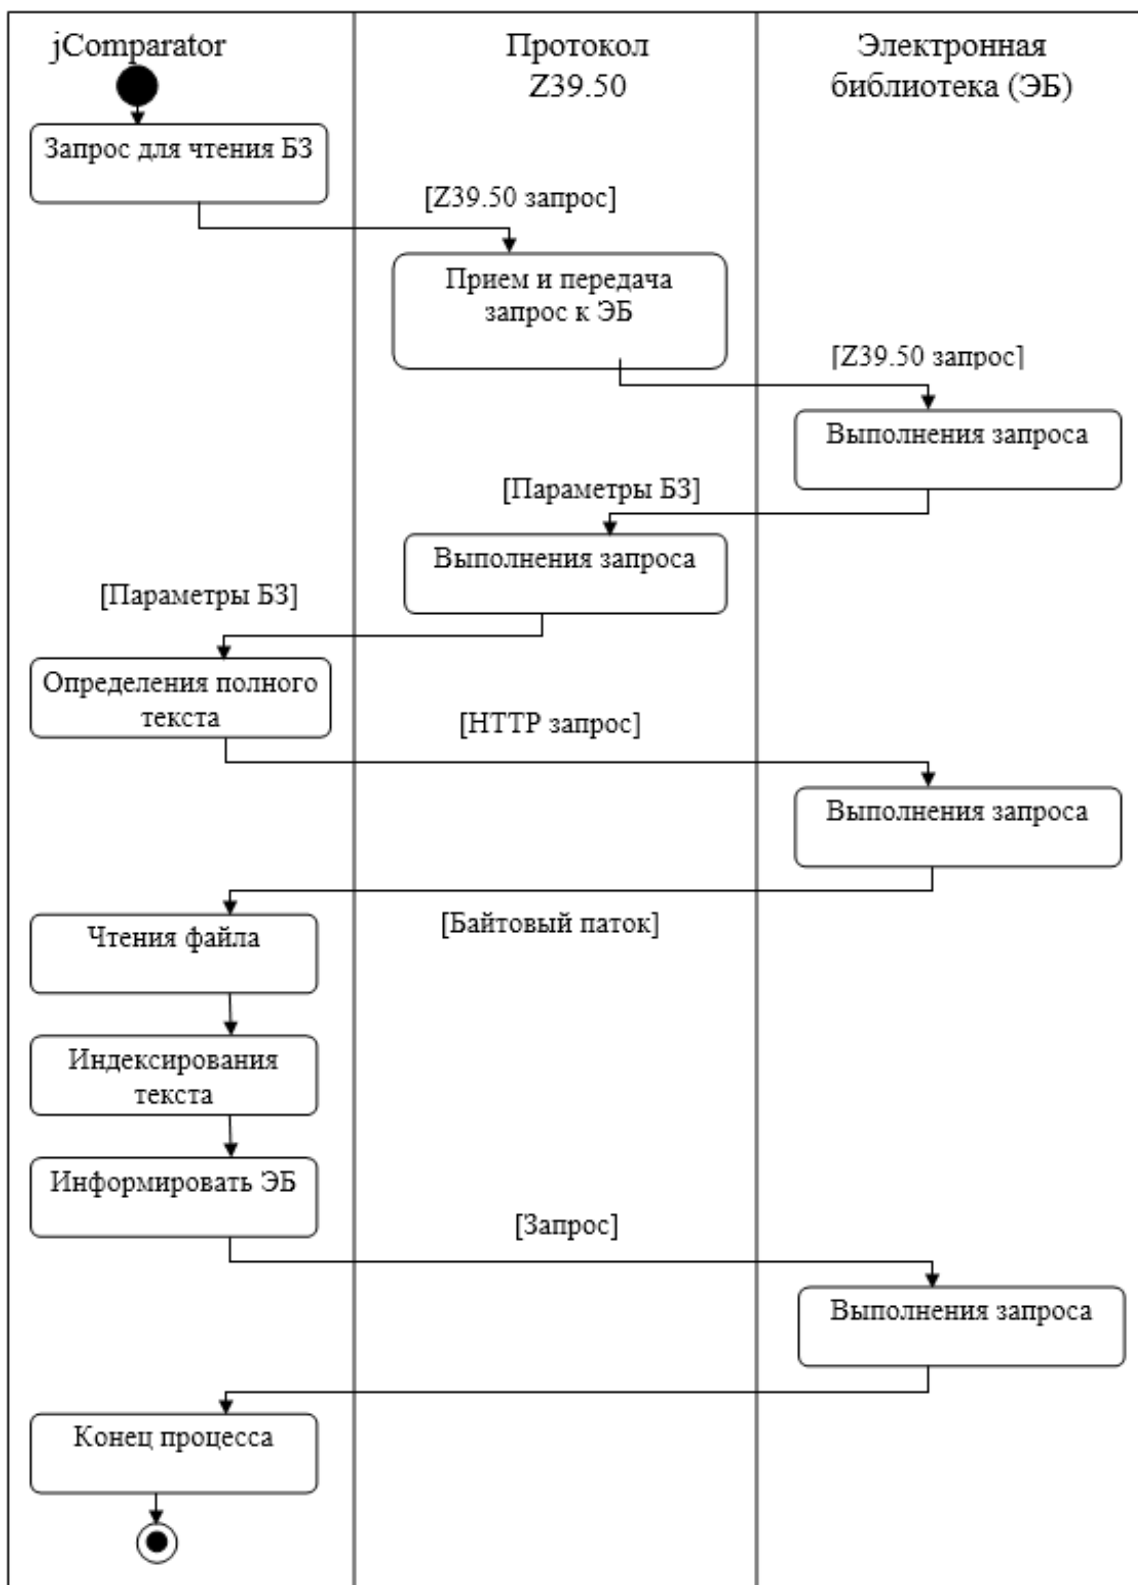 jComparator
Протокол
Z39.50
Электронная
библиотека (ЭБ)
Запрос для чтения БЗ
[Z39.50 запрос]
Прием и передача
запрос к ЭБ
[Z39.50 запрос]
Выполнения запроса
[Параметры БЗ]
Выполнения запроса
[Параметры БЗ]
Определения полного
текста
[HTTP запрос]
Выполнения запроса
[Байтовый паток]
Чтения файла
Индексирования
текста
Информировать ЭБ
[Запрос]
Выполнения запроса
Конец процесса